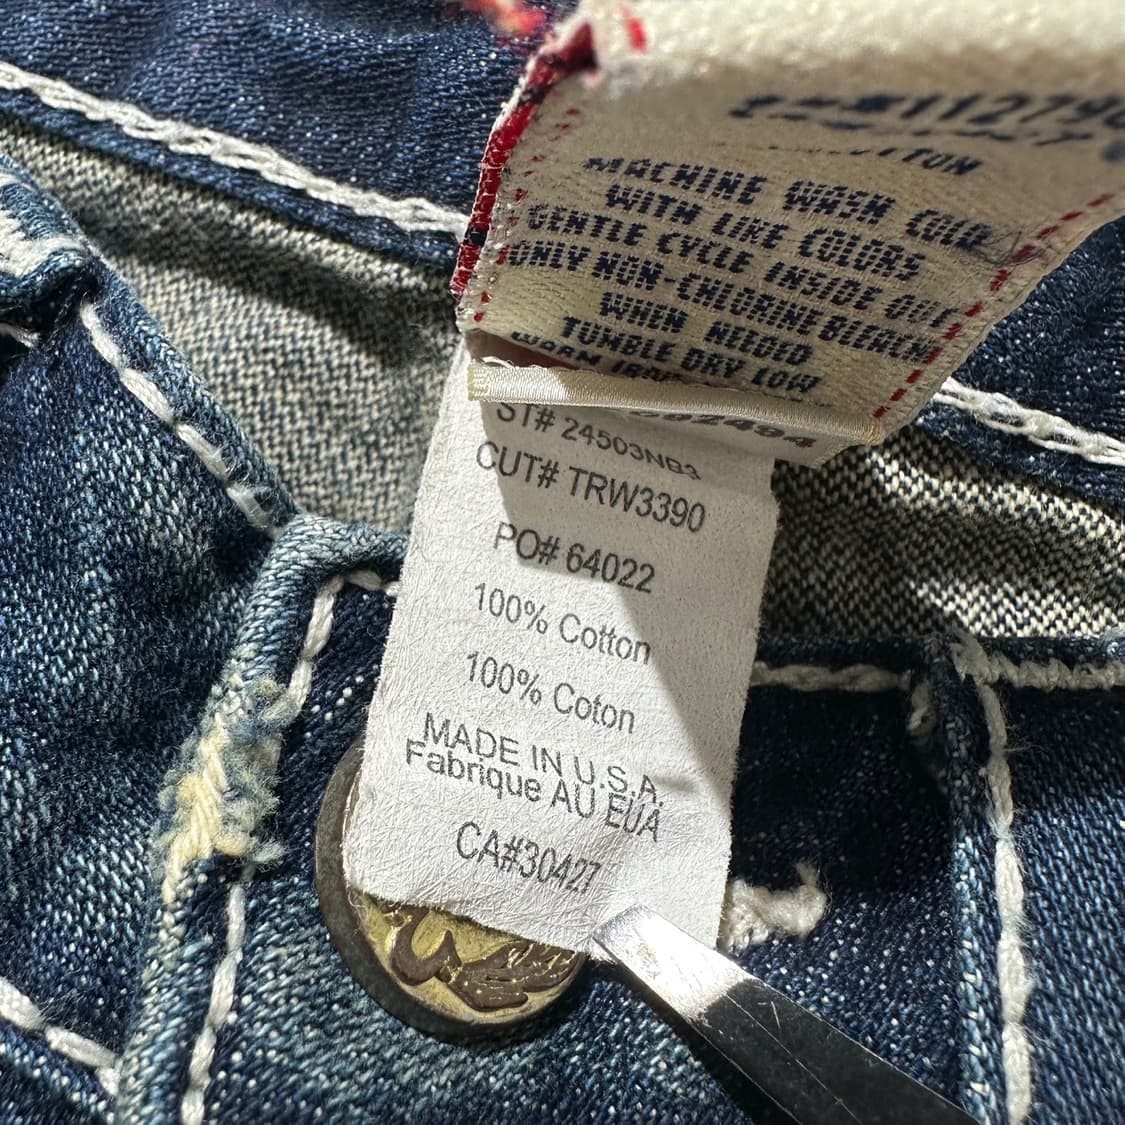 COTTON
MACHINE WASH COLD
WITH LIKE COLORS
GENTLE CYCLE INSIDE OUT
ONLY NON-CHLORINE BLEACH
WHEN NEEDED
TUMBLE DRY LOW
WARM
ST# 24503NB3
CUT# TRW3390
PO# 64022
100% Cotton
100% Coton
MADE IN U.S.A.
Fabrique AU EUA
CA#30427